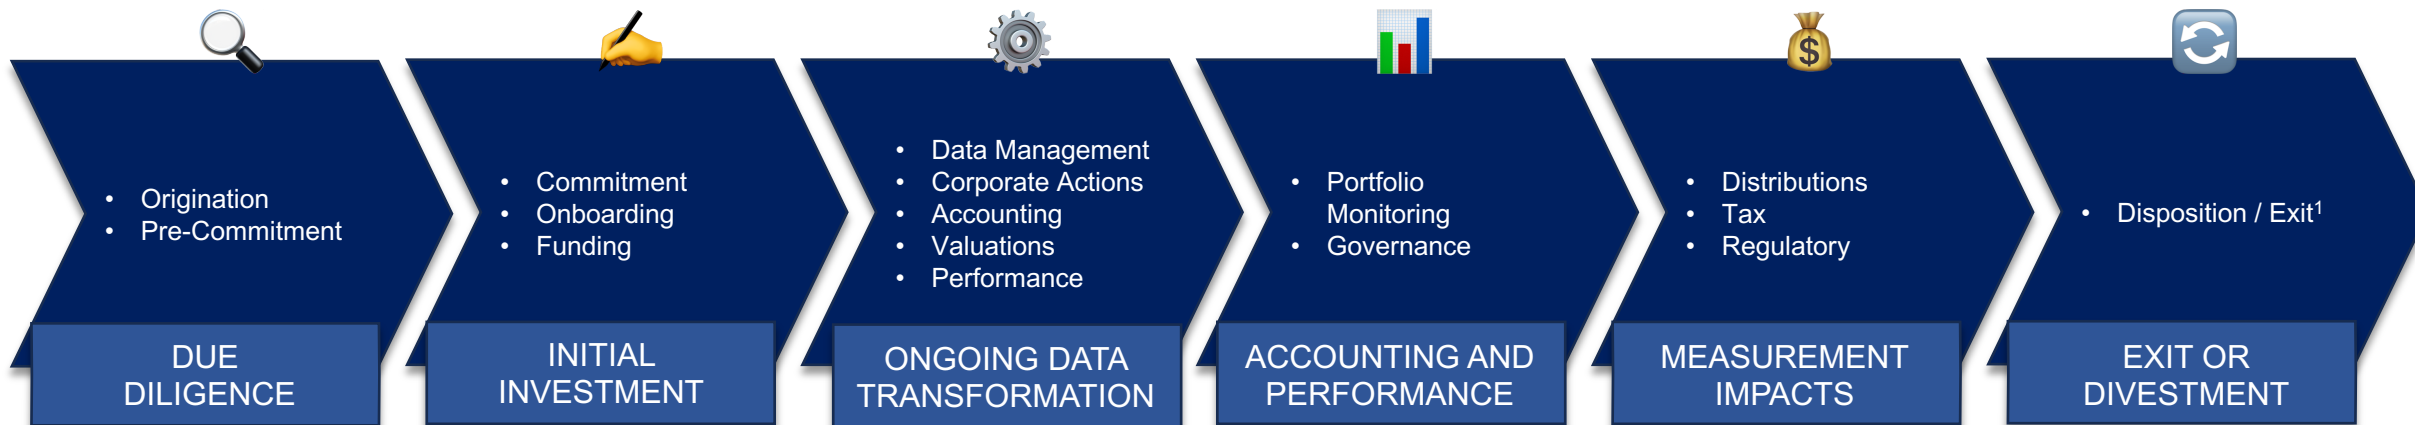 • Origination
• Pre-Commitment
DUE
DILIGENCE
• Commitment
• Onboarding
• Funding
INITIAL
INVESTMENT
• Data Management
• Corporate Actions
• Accounting
• Valuations
• Performance
ONGOING DATA
TRANSFORMATION
• Portfolio
Monitoring
• Governance
ACCOUNTING AND
PERFORMANCE
$
• Distributions
• Tax
• Regulatory
MEASUREMENT
IMPACTS
• Disposition / Exit¹
EXIT OR
DIVESTMENT